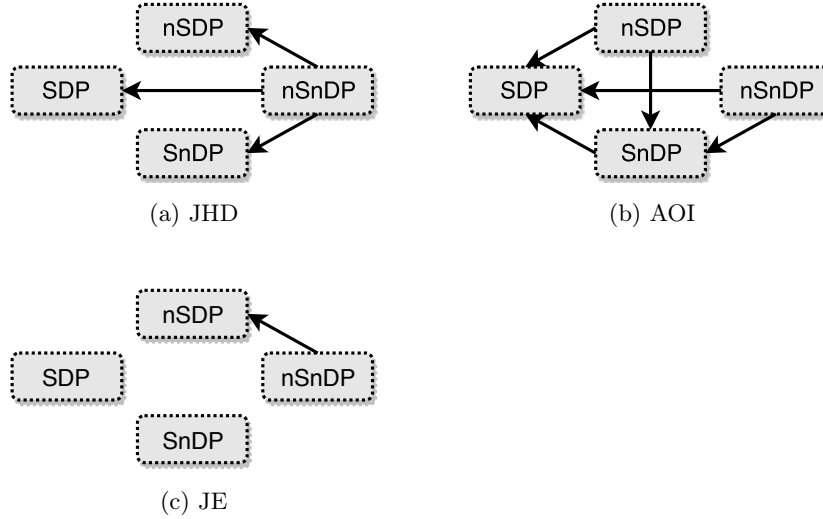 nSDP
SDP
nSnDP
SnDP
(a) JHD
nSDP
SDP
nSnDP
SnDP
(b) AOI
nSDP
SDP
nSnDP
SnDP
(c) JE